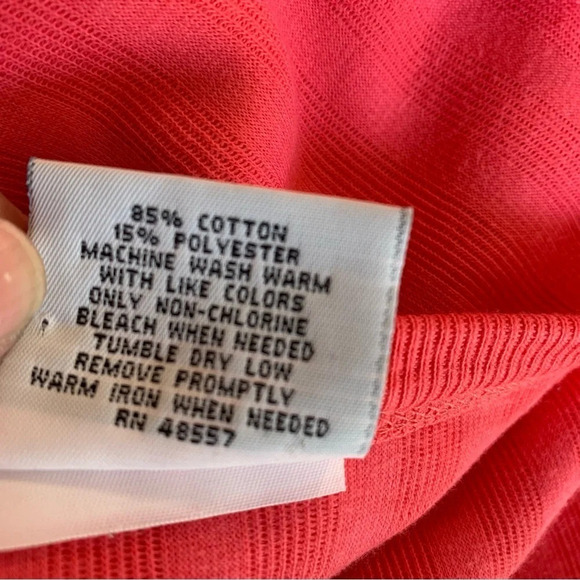 85% COTTON
15% POLYESTER
MACHINE WASH WARM
WITH LIKE COLORS
ONLY NON-CHLORINE
BLEACH WHEN NEEDED
TUMBLE DRY LOW
REMOVE PROMPTLY
WARM IRON WHEN NEEDED
RN 48557